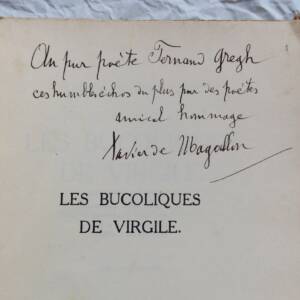 Au pur poète Fernand Gregh
ces humbles échos du plus pur des poètes
amical hommage
Xavier de Magallon
LES BUCOLIQUES
DE VIRGILE.